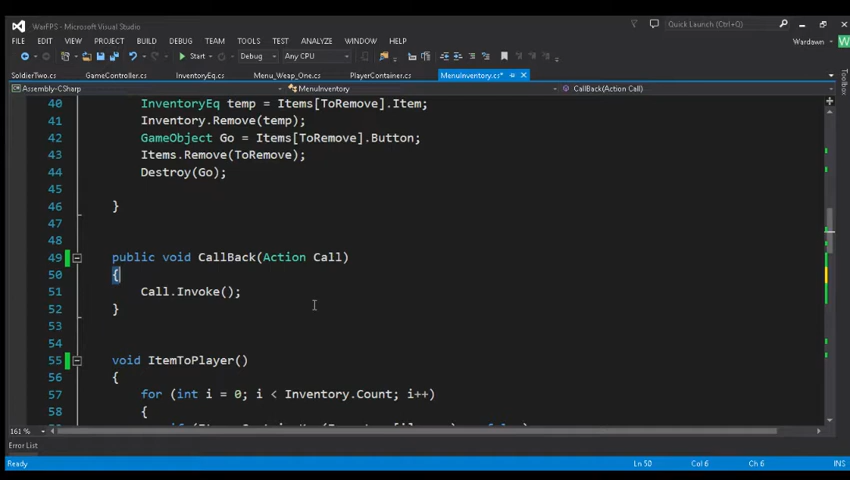 WarFPS - Microsoft Visual Studio
Quick Launch (Ctrl+Q)
FILE EDIT VIEW PROJECT BUILD DEBUG TEAM TOOLS TEST ANALYZE WINDOW HELP
Wardawn
Start Debug Any CPU
SoldierTwo.cs GameController.cs InventoryEq.cs Menu_Weap_One.cs PlayerContainer.cs MenuInventory.cs*
Assembly-CSharp MenuInventory CallBack(Action Call)
Toolbox
40 InventoryEq temp = Items[ToRemove].Item;
41 Inventory.Remove(temp);
42 GameObject Go = Items[ToRemove].Button;
43 Items.Remove(ToRemove);
44 Destroy(Go);
45
46 }
47
48
49 public void CallBack(Action Call)
50 {
51 Call.Invoke();
52 }
53
54
55 void ItemToPlayer()
56 {
57 for (int i = 0; i < Inventory.Count; i++)
58 {
161 %
Error List
Ready Ln 50 Col 6 Ch 6 INS